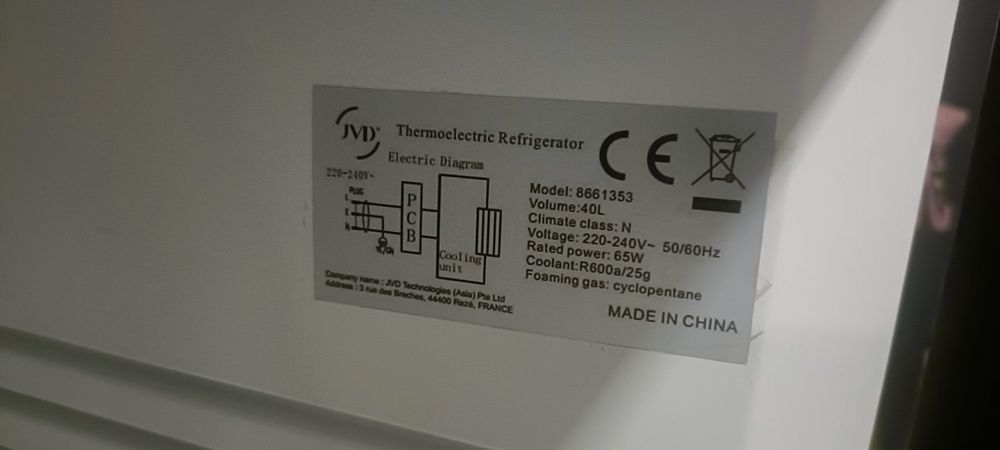 JVD®
Thermoelectric Refrigerator
CE
Electric Diagram
220-240V~
PLUG
L
E
N
YE/GN
P
C
B
Cooling
unit
Model: 8661353
Volume:40L
Climate class: N
Voltage: 220-240V~ 50/60Hz
Rated power: 65W
Coolant:R600a/25g
Foaming gas: cyclopentane
Company name : JVD Technologies (Asia) Pte Ltd
Address : 3 rue des Breches, 44400 Rezé, FRANCE
MADE IN CHINA